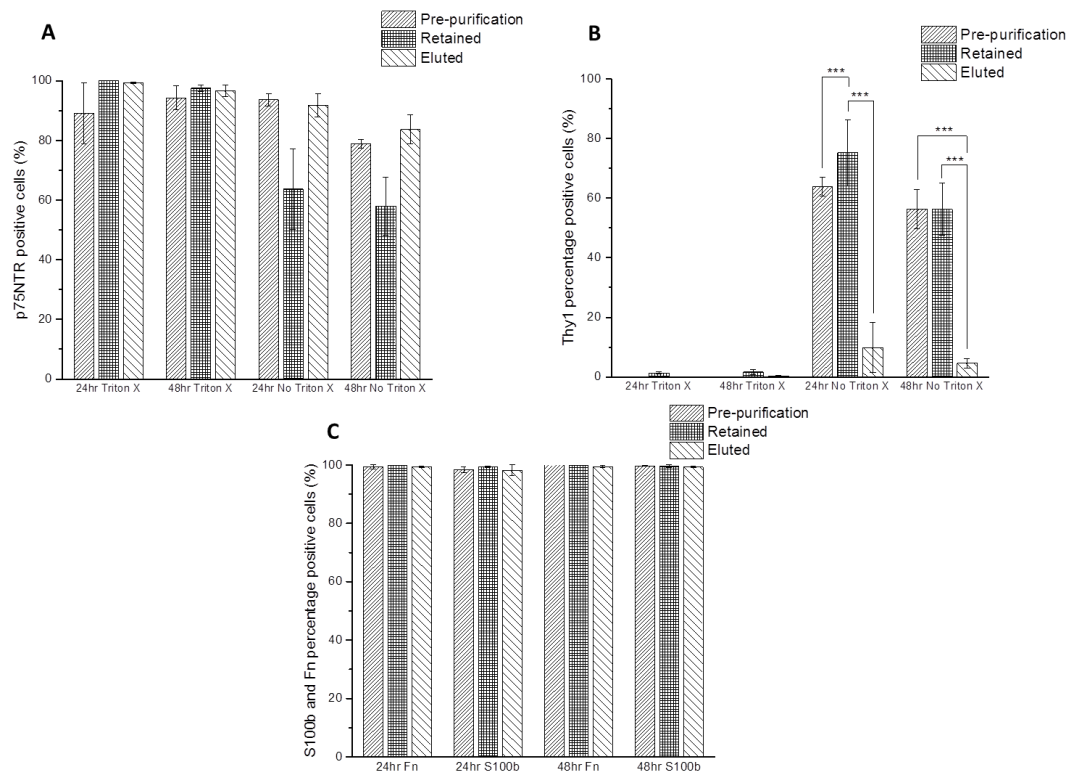 A
Pre-purification
Retained
Eluted
p75NTR positive cells (%)
100
80
60
40
20
0
24hr Triton X
48hr Triton X
24hr No Triton X
48hr No Triton X
B
Pre-purification
Retained
Eluted
Thy1 percentage positive cells (%)
100
80
60
40
20
0
***
***
***
***
24hr Triton X
48hr Triton X
24hr No Triton X
48hr No Triton X
C
Pre-purification
Retained
Eluted
S100b and Fn percentage positive cells (%)
100
80
60
40
20
0
24hr Fn
24hr S100b
48hr Fn
48hr S100b